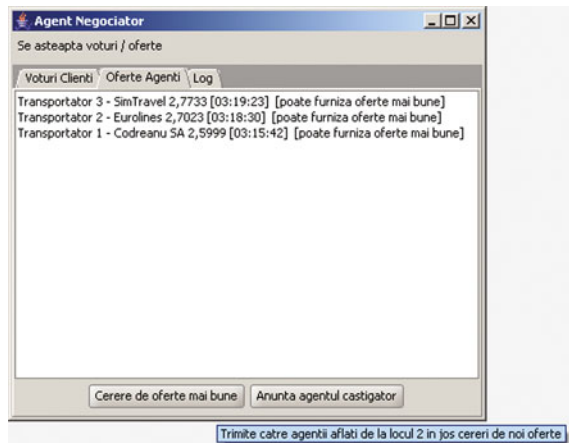 Agent Negociator
Se asteapta voturi / oferte
Voturi Clienti Oferte Agenti Log
Transportator 3 - SimTravel 2,7733 [03:19:23] [poate furniza oferte mai bune]
Transportator 2 - Eurolines 2,7023 [03:18:30] [poate furniza oferte mai bune]
Transportator 1 - Codreanu SA 2,5999 [03:15:42] [poate furniza oferte mai bune]
Cerere de oferte mai bune Anunta agentul castigator
Trimite catre agentii aflati de la locul 2 in jos cereri de noi oferte